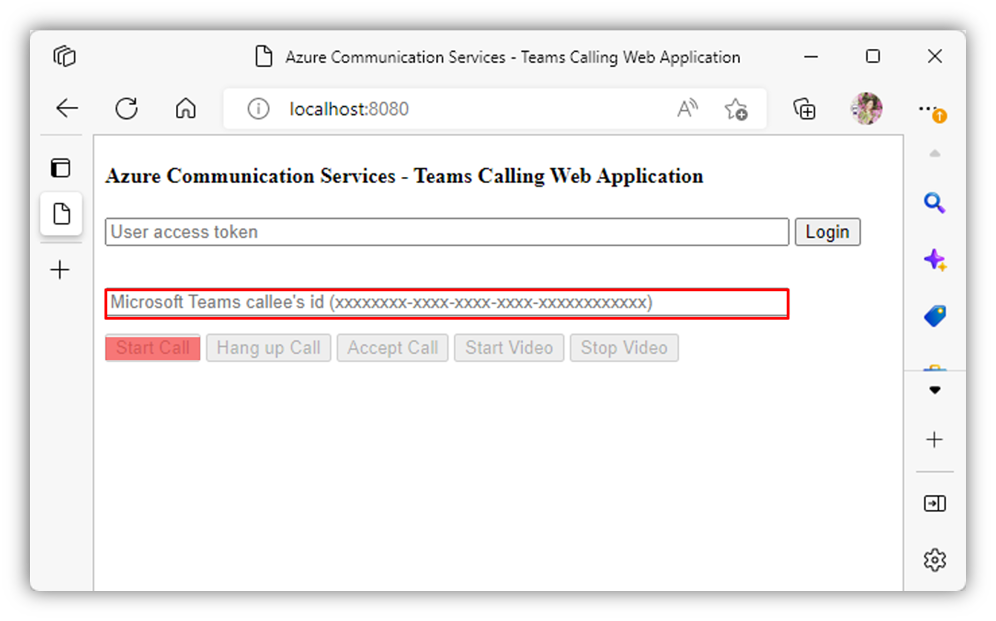 Azure Communication Services - Teams Calling Web Application
localhost:8080
Azure Communication Services - Teams Calling Web Application
User access token Login
Microsoft Teams callee's id (xxxxxxxx-xxxx-xxxx-xxxx-xxxxxxxxxxxx)
Start Call Hang up Call Accept Call Start Video Stop Video